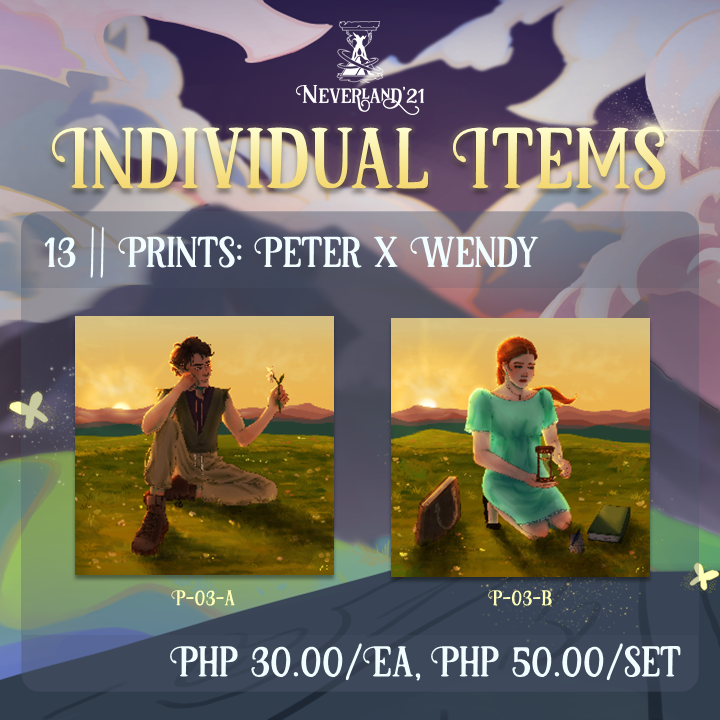 Neverland'21
Individual Items
13 || Prints: Peter x Wendy
P-03-A
P-03-B
PHP 30.00/Ea, PHP 50.00/set